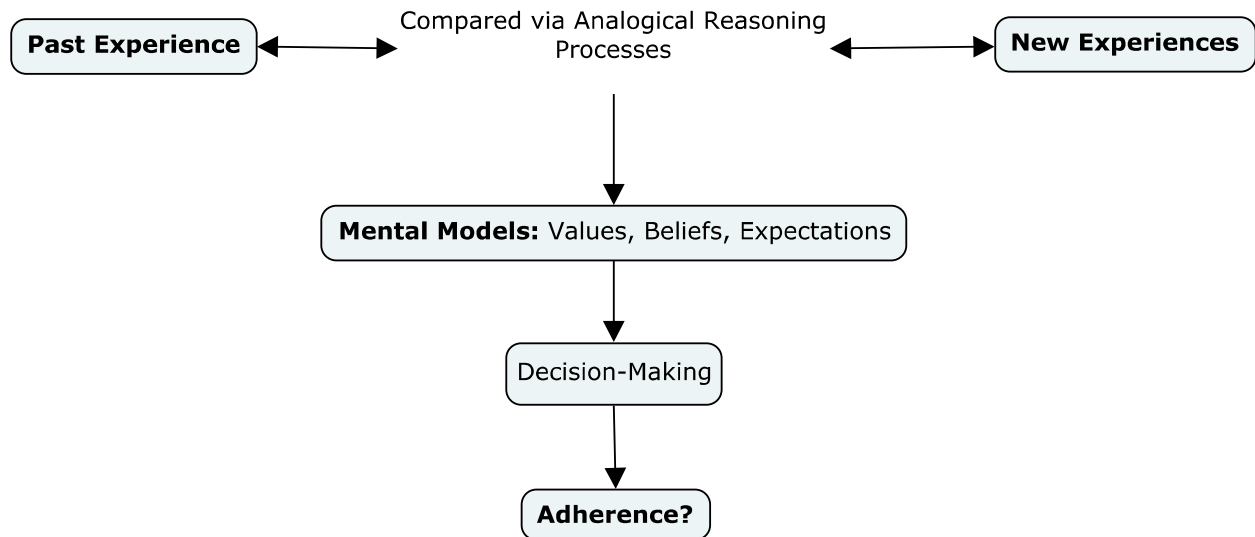 Past Experience
Compared via Analogical Reasoning
Processes
New Experiences
Mental Models: Values, Beliefs, Expectations
Decision-Making
Adherence?